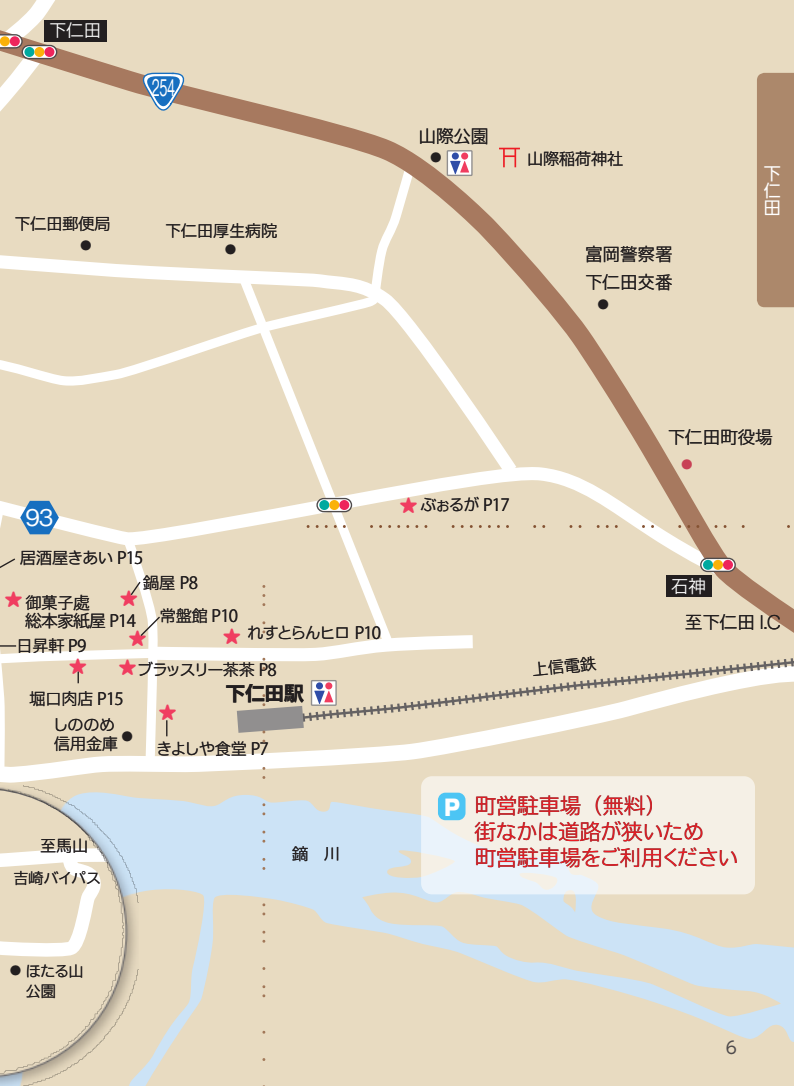 下仁田
254
山際公園
山際稲荷神社
下仁田
下仁田郵便局
下仁田厚生病院
富岡警察署
下仁田交番
下仁田町役場
93
ぶぉるが P17
居酒屋きあい P15
鍋屋 P8
石神
御菓子處
総本家紙屋 P14
常盤館 P10
至下仁田 I.C
れすとらんヒロ P10
一日昇軒 P9
ブラッスリー茶茶 P8
上信電鉄
堀口肉店 P15
下仁田駅
しののめ
信用金庫
きよしや食堂 P7
P 町営駐車場（無料）
街なかは道路が狭いため
町営駐車場をご利用ください
至馬山
鏑 川
吉崎バイパス
ほたる山
公園
6